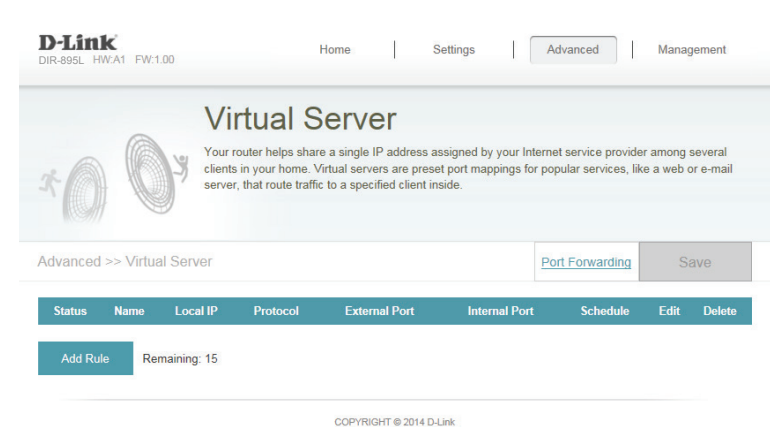 D-Link
DIR-895L HW:A1 FW:1.00
Home Settings Advanced Management
Virtual Server
Your router helps share a single IP address assigned by your Internet service provider among several
clients in your home. Virtual servers are preset port mappings for popular services, like a web or e-mail
server, that route traffic to a specified client inside.
Advanced >> Virtual Server Port Forwarding Save
Status Name Local IP Protocol External Port Internal Port Schedule Edit Delete
Add Rule Remaining: 15
COPYRIGHT © 2014 D-Link